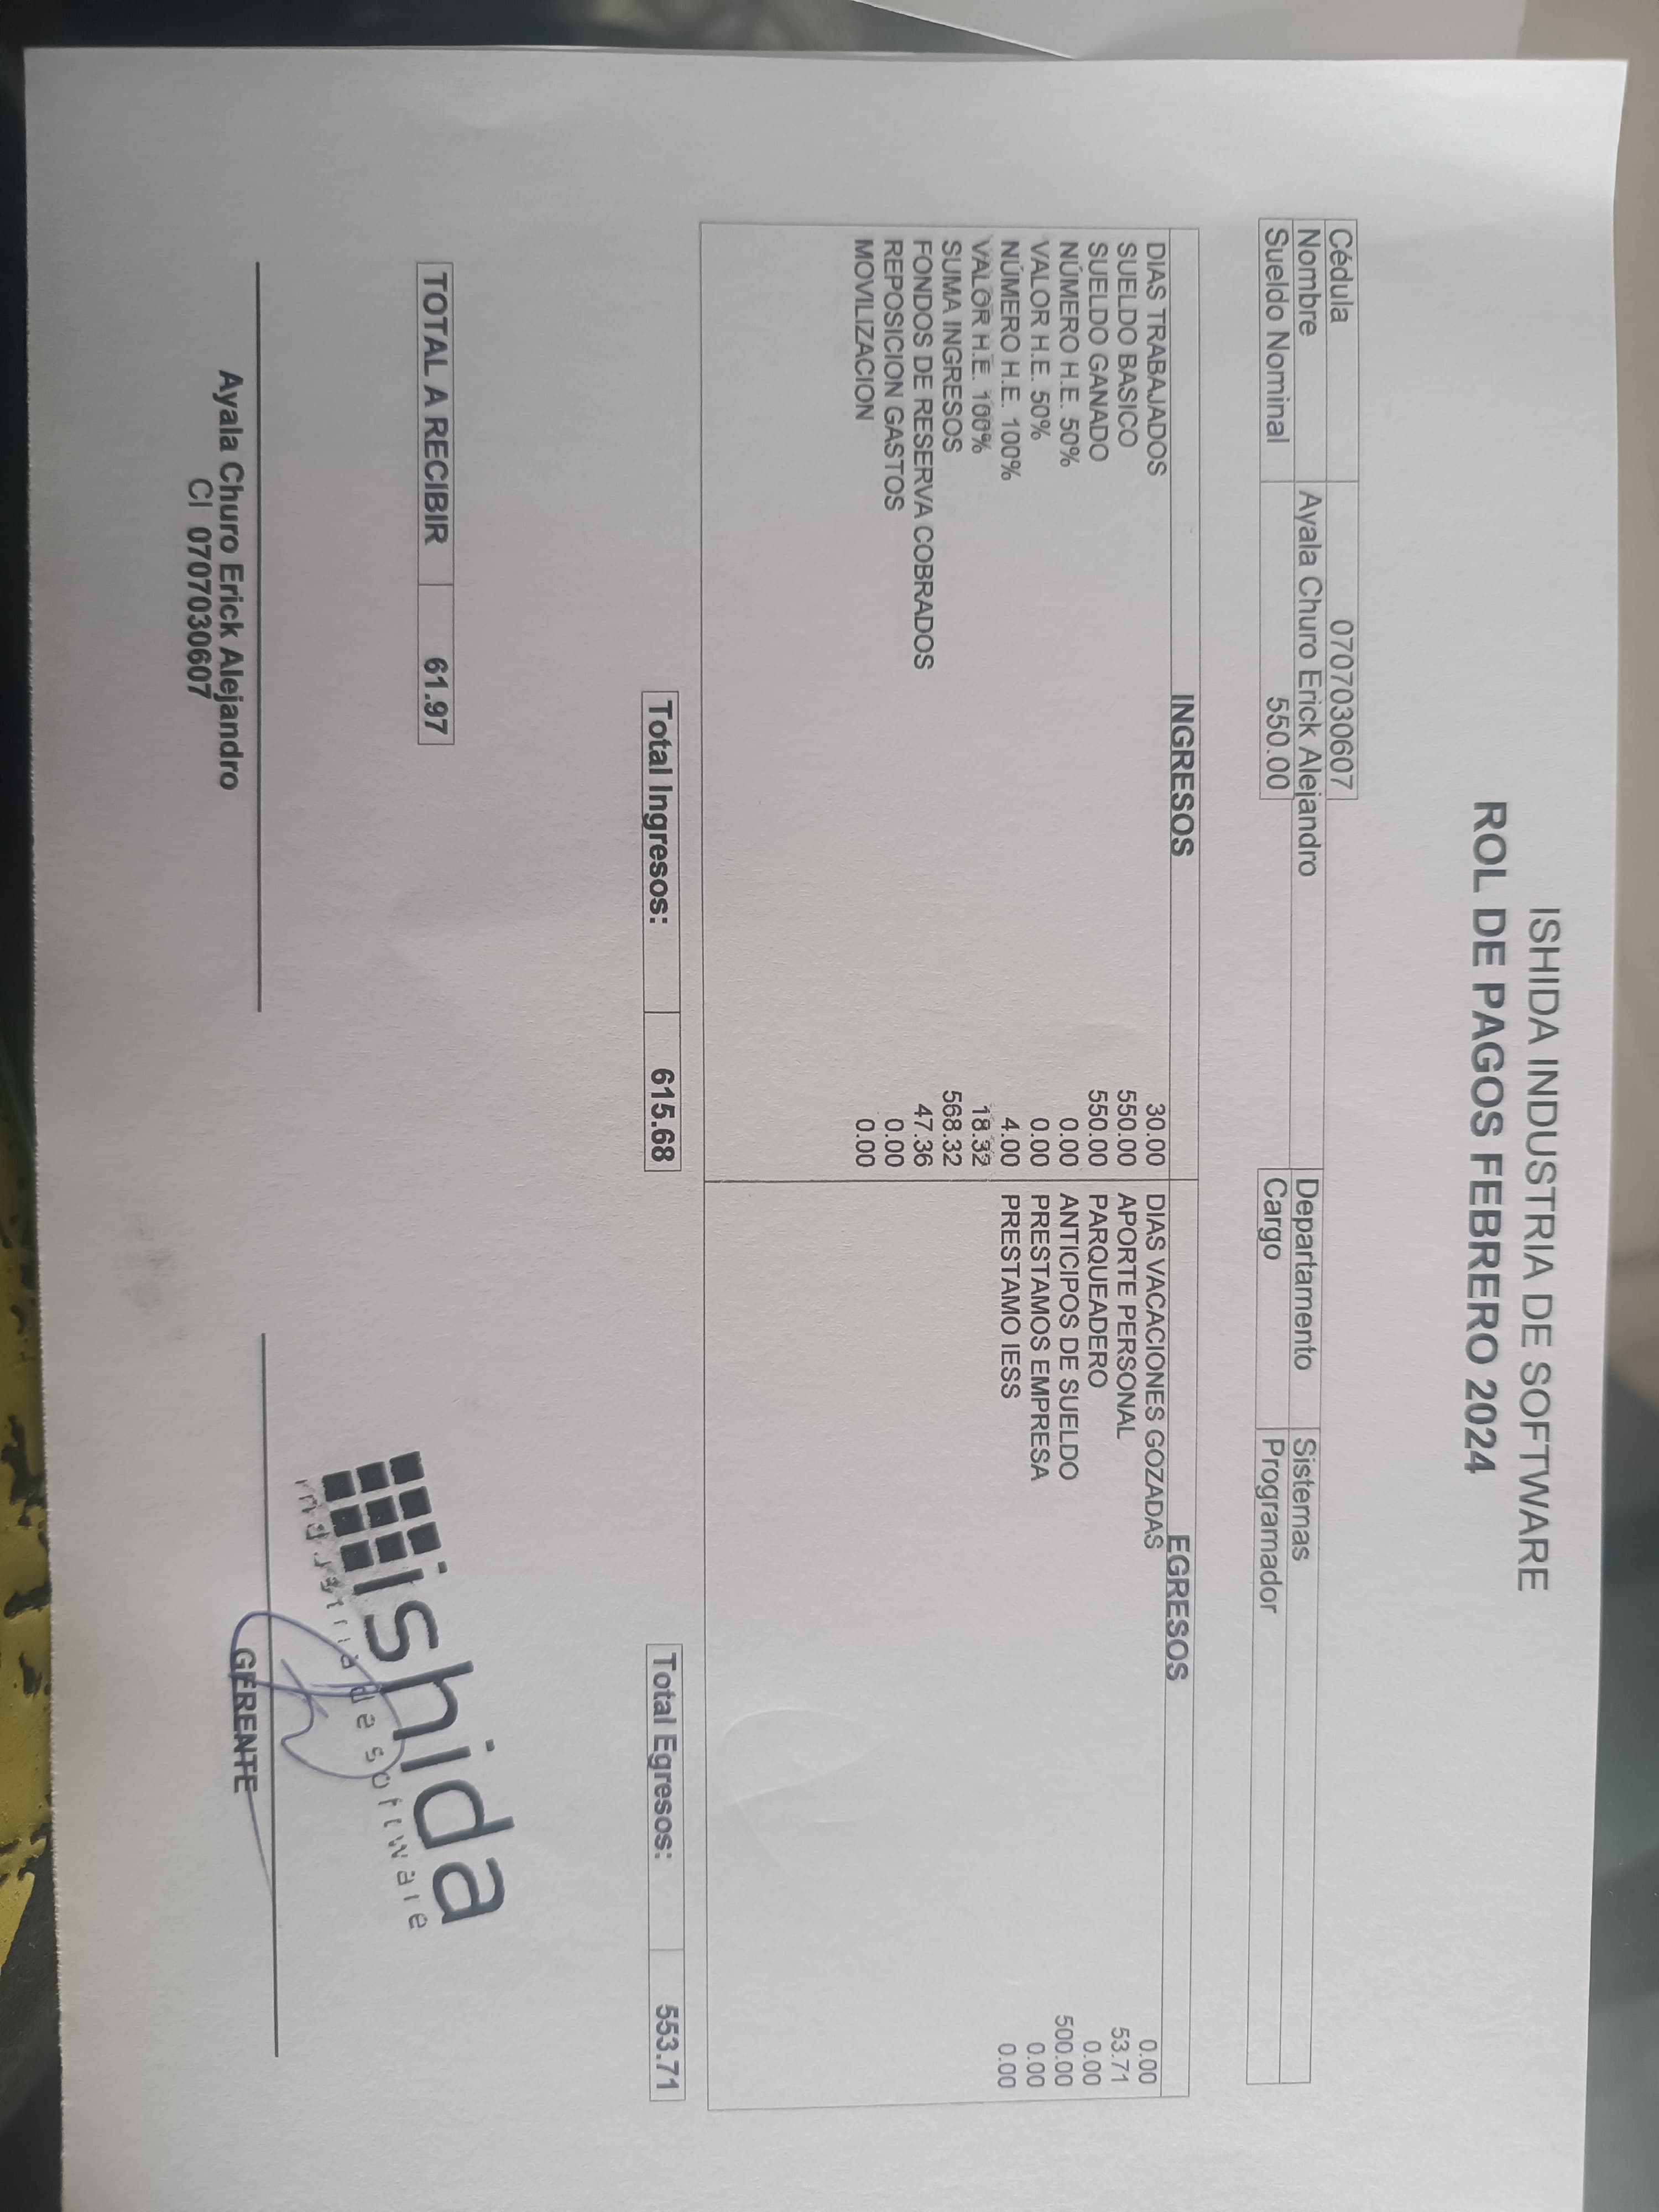 ISHIDA INDUSTRIA DE SOFTWARE
ROL DE PAGOS FEBRERO 2024
Cédula 0707030607
Nombre Ayala Churo Erick Alejandro Departamento Sistemas
Sueldo Nominal 550.00 Cargo Programador
INGRESOS EGRESOS
DIAS TRABAJADOS 30.00 DIAS VACACIONES GOZADAS 0.00
SUELDO BASICO 550.00 APORTE PERSONAL 53.71
SUELDO GANADO 550.00 PARQUEADERO 0.00
NÚMERO H.E. 50% 0.00 ANTICIPOS DE SUELDO 500.00
VALOR H.E. 50% 0.00 PRESTAMOS EMPRESA 0.00
NÚMERO H.E. 100% 4.00 PRESTAMO IESS 0.00
VALOR H.E. 100% 18.32
SUMA INGRESOS 568.32
FONDOS DE RESERVA COBRADOS 47.36
REPOSICION GASTOS 0.00
MOVILIZACION 0.00
Total Ingresos: 615.68 Total Egresos: 553.71
TOTAL A RECIBIR 61.97
ishida
industria de software
Ayala Churo Erick Alejandro GERENTE
CI 0707030607